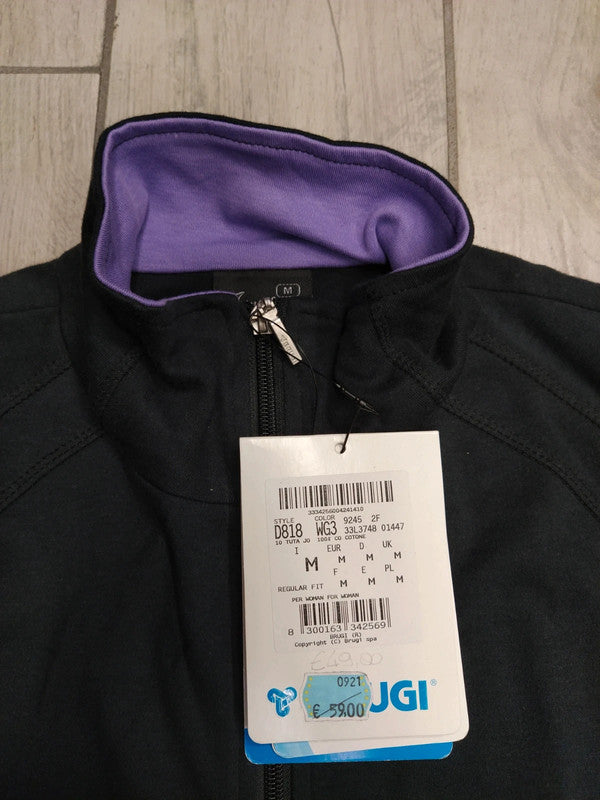 M
3334256004241410
STYLE COLOR 9245 2F
D818 WG3 33L3748 01447
10 TUTA JO 100% CO COTONE
I EUR D UK
M M M M
F E PL
REGULAR FIT M M M
PER WOMAN FOR WOMAN
8 300163 342569
BRUGI (R)
Copyright (C) Brugi spa
€49,00
0921
€ 59.00
UGI®